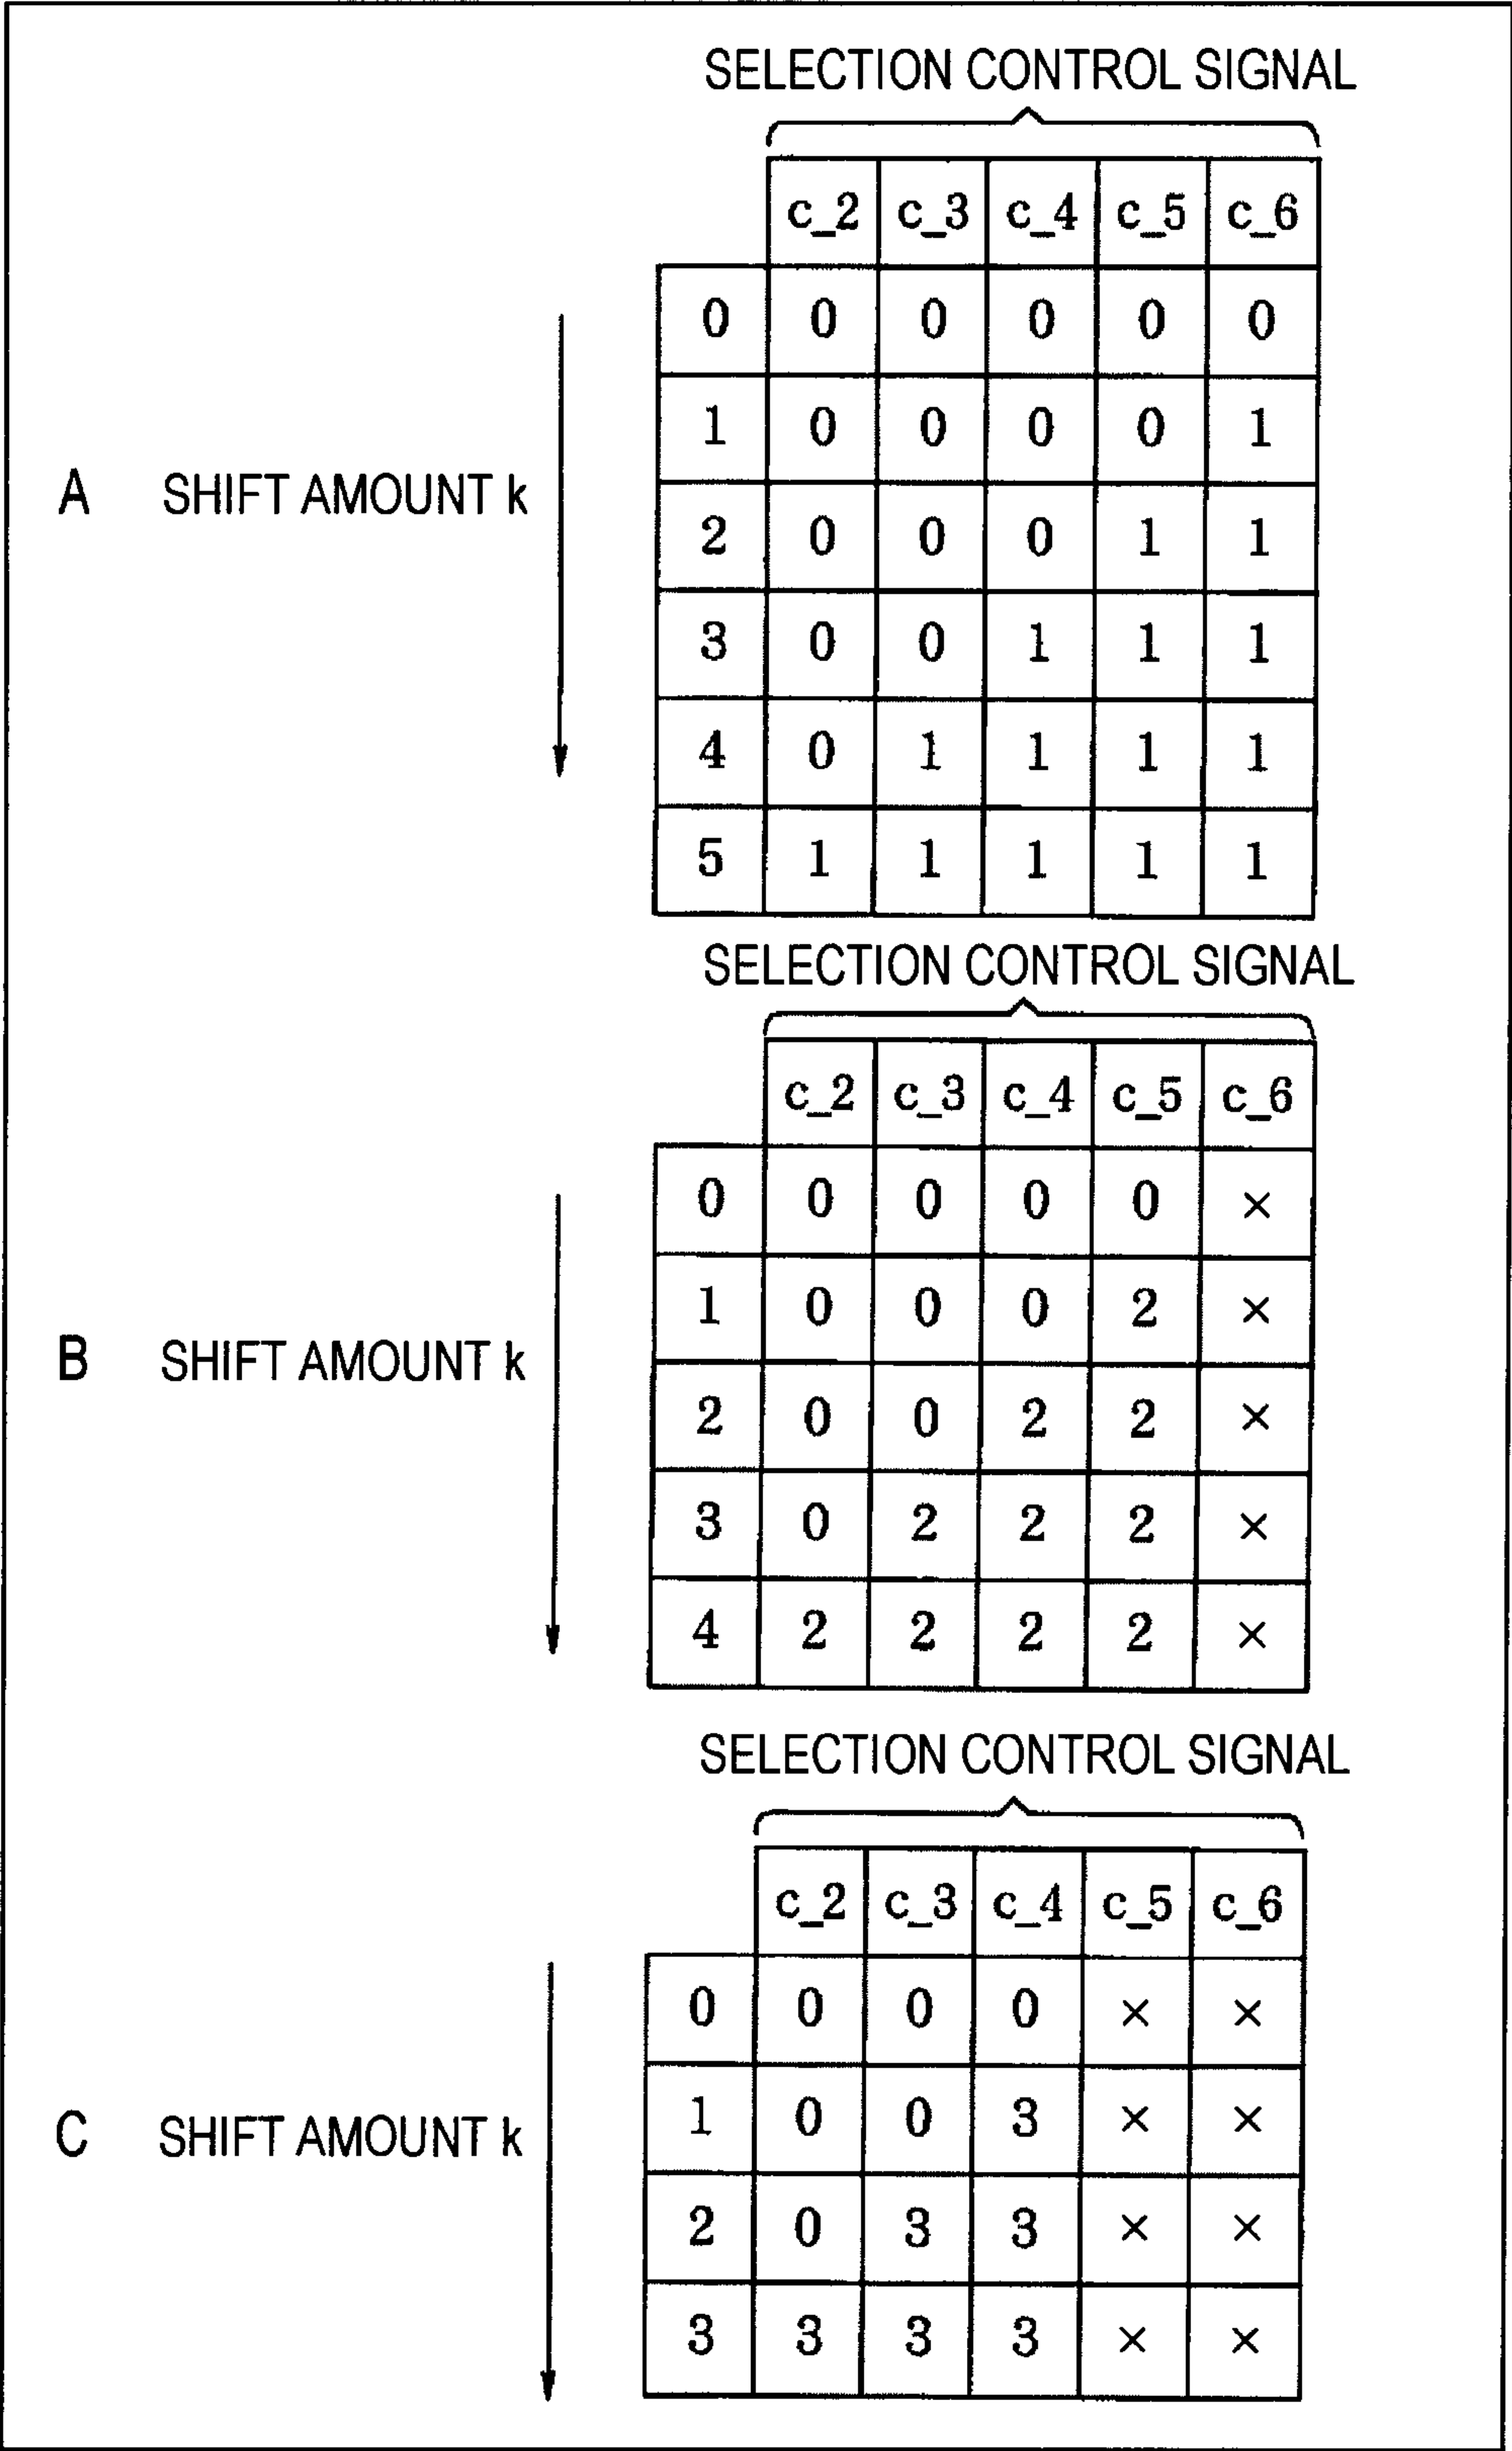 SELECTION CONTROL SIGNAL
c_2 c_3 c_4 c_5 c_6
0 0 0 0 0 0
1 0 0 0 0 1
A SHIFT AMOUNT k
2 0 0 0 1 1
3 0 0 1 1 1
4 0 1 1 1 1
5 1 1 1 1 1
SELECTION CONTROL SIGNAL
c_2 c_3 c_4 c_5 c_6
0 0 0 0 0 ×
1 0 0 0 2 ×
B SHIFT AMOUNT k
2 0 0 2 2 ×
3 0 2 2 2 ×
4 2 2 2 2 ×
SELECTION CONTROL SIGNAL
c_2 c_3 c_4 c_5 c_6
0 0 0 0 × ×
1 0 0 3 × ×
C SHIFT AMOUNT k
2 0 3 3 × ×
3 3 3 3 × ×